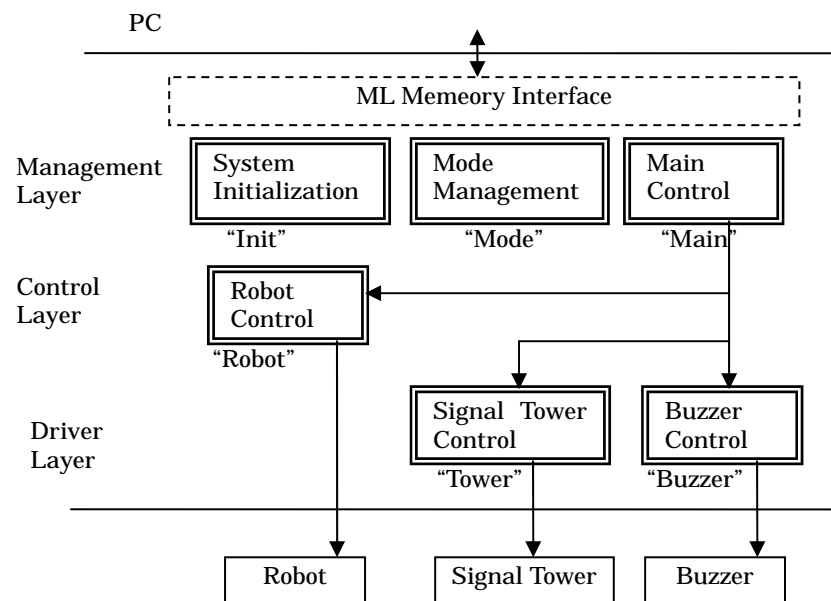 PC
ML Memeory Interface
Management
Layer
System
Initialization
Mode
Management
Main
Control
“Init”
“Mode”
“Main”
Control
Layer
Robot
Control
“Robot”
Driver
Layer
Signal Tower
Control
Buzzer
Control
“Tower”
“Buzzer”
Robot
Signal Tower
Buzzer